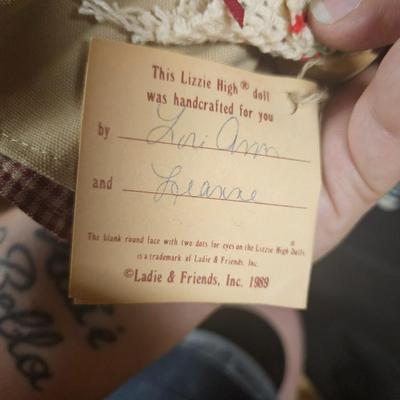 This Lizzie High® doll
was handcrafted for you
by Lori Ann
and Leanne
The blank round face with two dots for eyes on the Lizzie High® Dolls
is a trademark of Ladie & Friends, Inc.
©Ladie & Friends, Inc. 1989
Bello